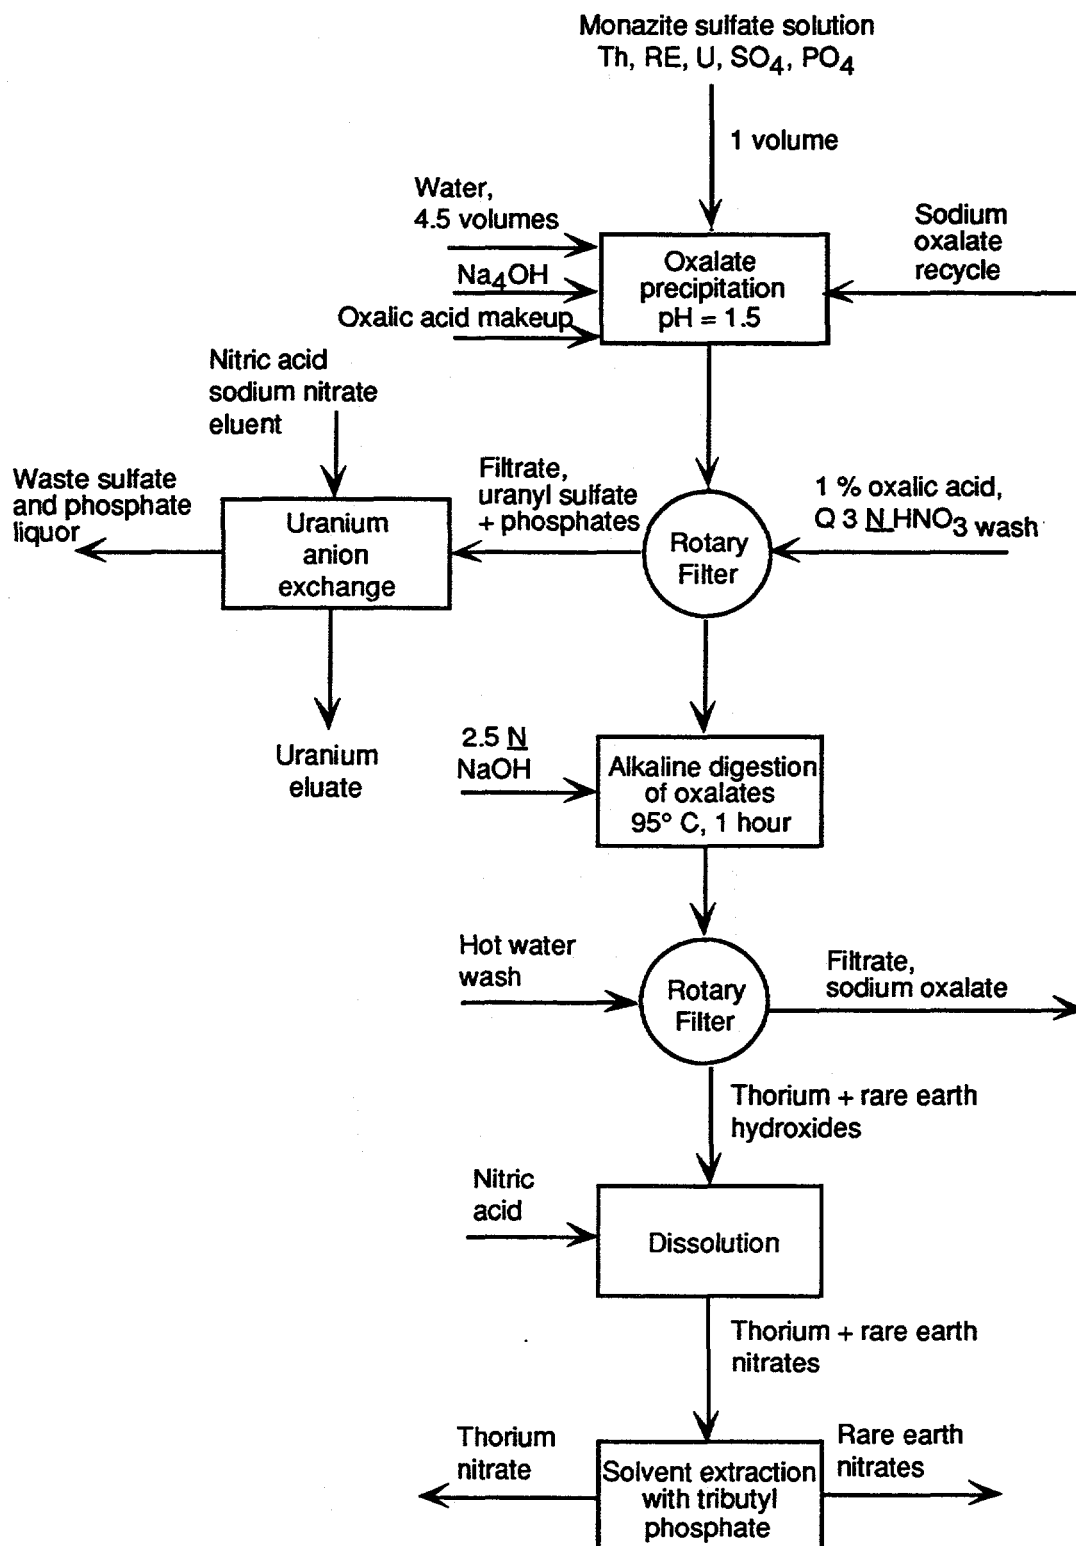 Monazite sulfate solution
Th, RE, U, SO4, PO4
1 volume
Water,
4.5 volumes
Na4OH
Oxalic acid makeup
Oxalate
precipitation
pH = 1.5
Sodium
oxalate
recycle
Nitric acid
sodium nitrate
eluent
Waste sulfate
and phosphate
liquor
Uranium
anion
exchange
Filtrate,
uranyl sulfate
+ phosphates
Rotary
Filter
1 % oxalic acid,
Q 3 N HNO3 wash
Uranium
eluate
2.5 N
NaOH
Alkaline digestion
of oxalates
95° C, 1 hour
Hot water
wash
Rotary
Filter
Filtrate,
sodium oxalate
Thorium + rare earth
hydroxides
Nitric
acid
Dissolution
Thorium + rare earth
nitrates
Thorium
nitrate
Solvent extraction
with tributyl
phosphate
Rare earth
nitrates